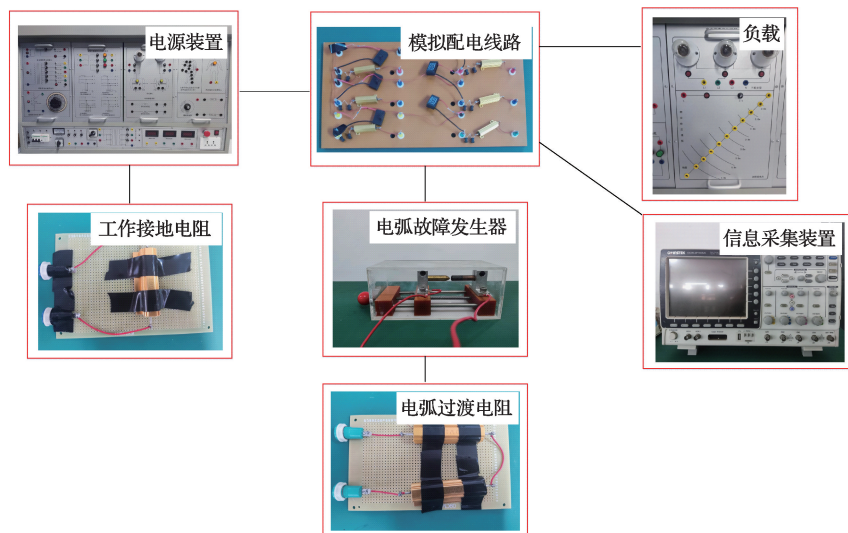 电源装置
模拟配电线路
负载
工作接地电阻
电弧故障发生器
信息采集装置
电弧过渡电阻